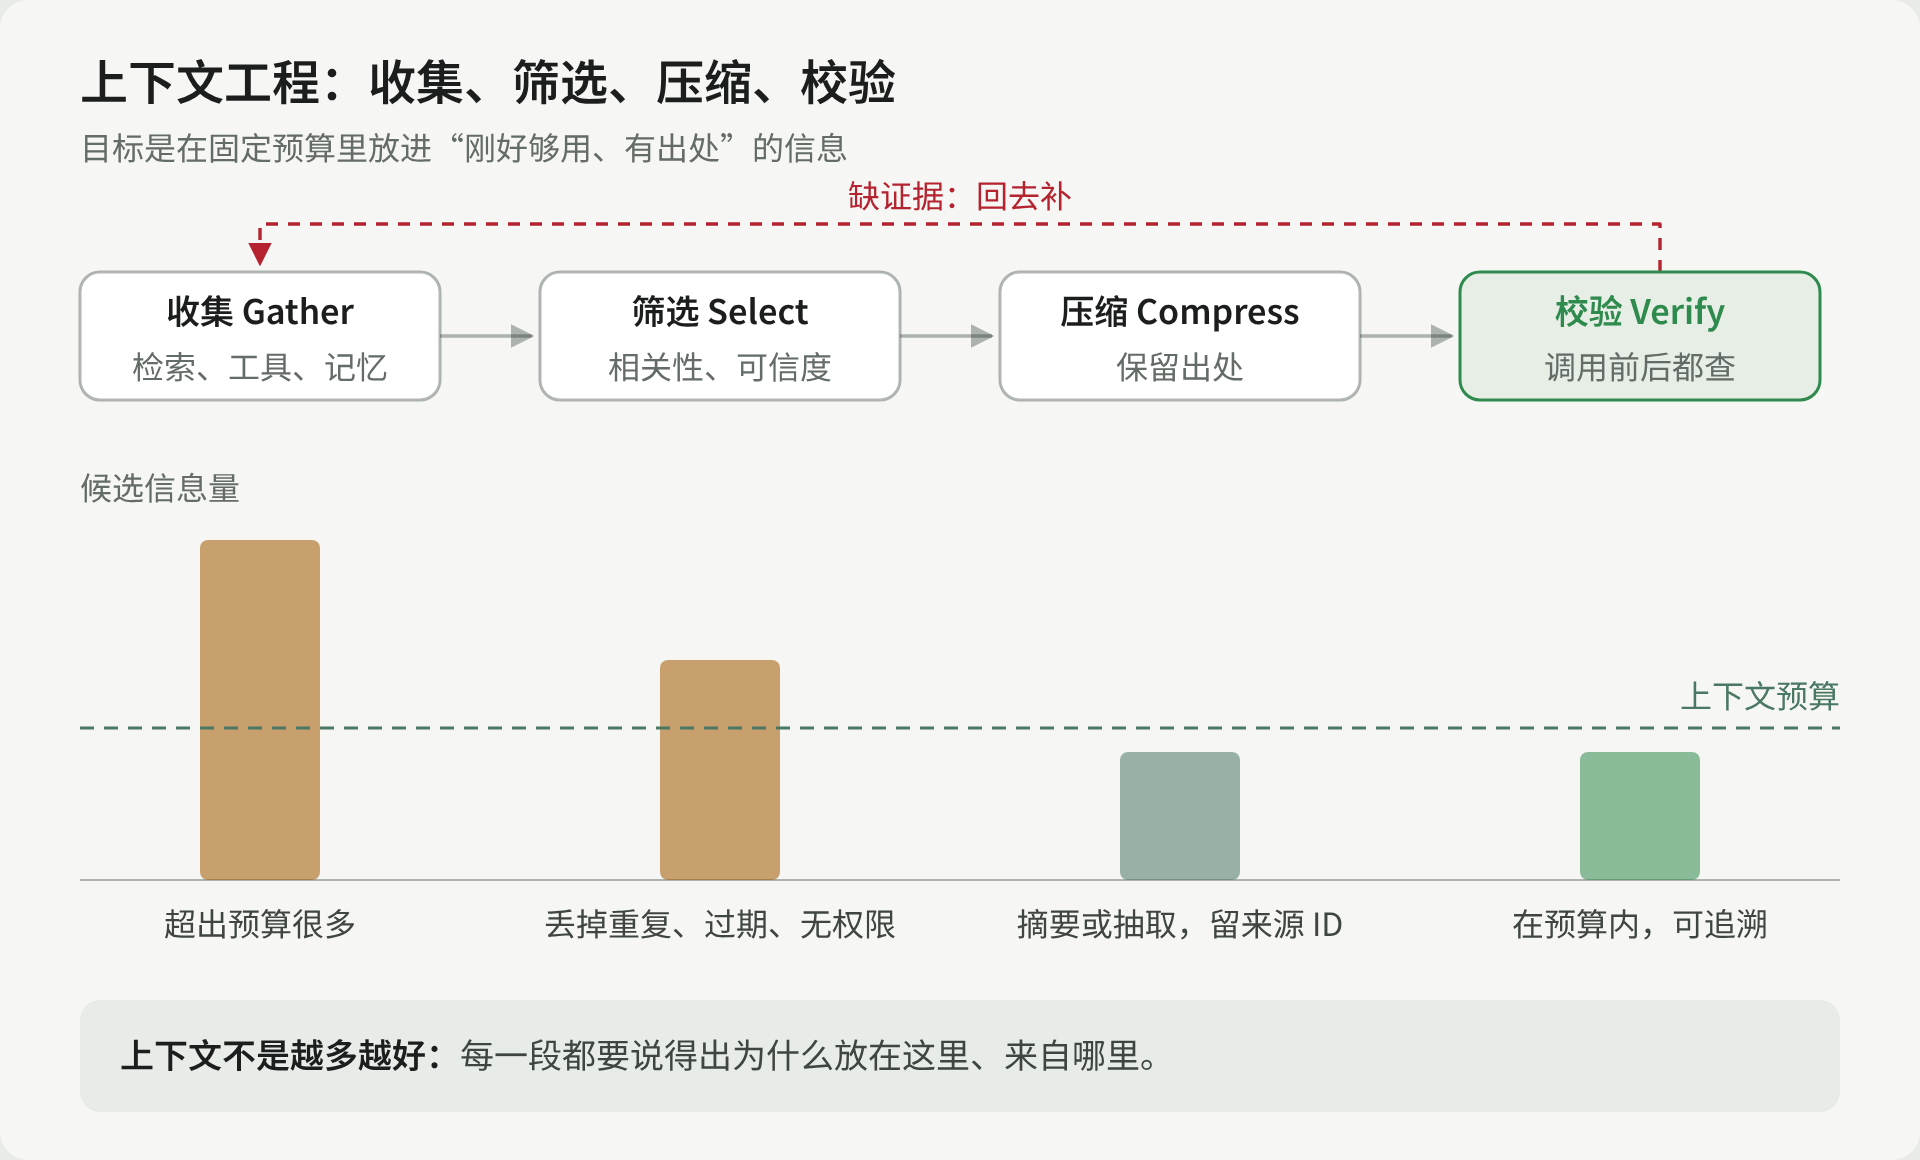 上下文工程：收集、筛选、压缩、校验
目标是在固定预算里放进“刚好够用、有出处”的信息
缺证据：回去补
收集 Gather
检索、工具、记忆
筛选 Select
相关性、可信度
压缩 Compress
保留出处
校验 Verify
调用前后都查
候选信息量
上下文预算
超出预算很多
丢掉重复、过期、无权限
摘要或抽取，留来源 ID
在预算内，可追溯
上下文不是越多越好：每一段都要说得出为什么放在这里、来自哪里。